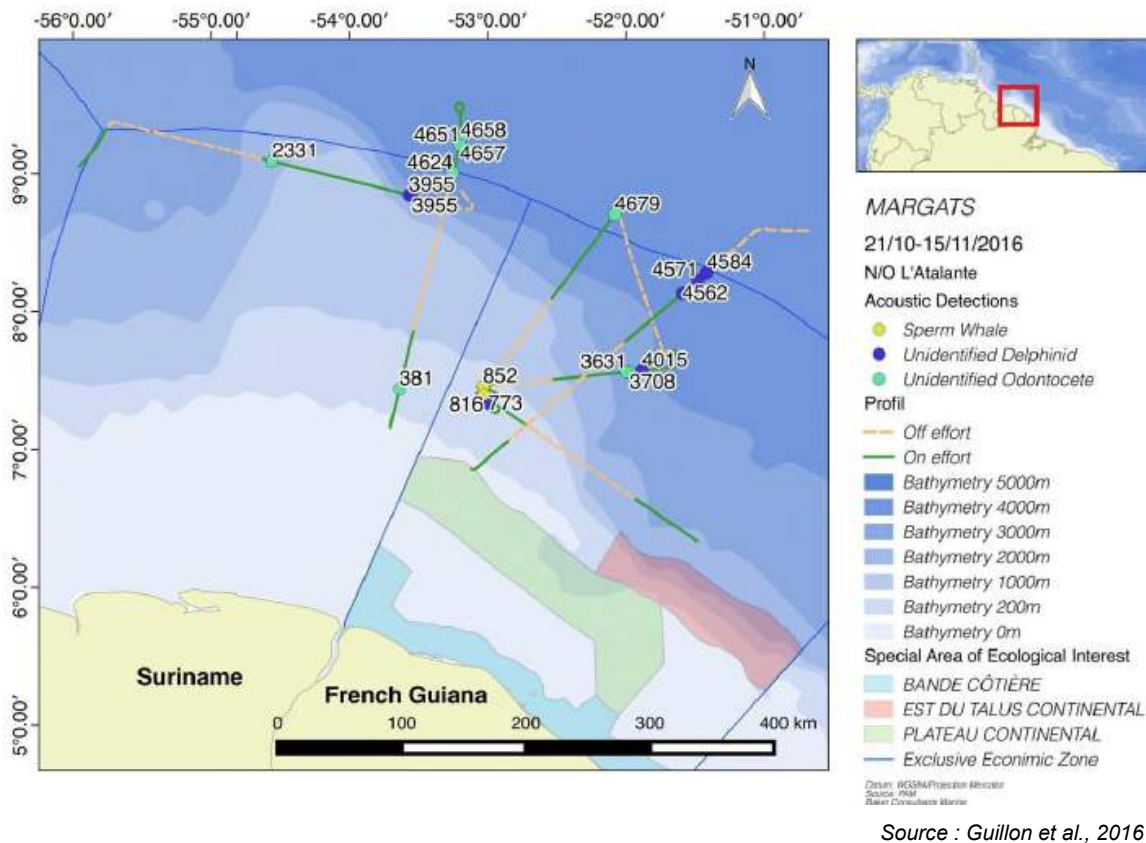 -56°0.00' -55°0.00' -54°0.00' -53°0.00' -52°0.00' -51°0.00'
N
9°0.00'
8°0.00'
7°0.00'
6°0.00'
5°0.00'
2331
4651 4658
4624 4657
3955
3955
4679
4571 4584
4562
3631 4015
3708
381
852
816 773
Suriname
French Guiana
0 100 200 300 400 km
MARGATS
21/10-15/11/2016
N/O L'Atalante
Acoustic Detections
Sperm Whale
Unidentified Delphinid
Unidentified Odontocete
Profil
Off effort
On effort
Bathymetry 5000m
Bathymetry 4000m
Bathymetry 3000m
Bathymetry 2000m
Bathymetry 1000m
Bathymetry 200m
Bathymetry 0m
Special Area of Ecological Interest
BANDE CÔTIÈRE
EST DU TALUS CONTINENTAL
PLATEAU CONTINENTAL
Exclusive Econimic Zone
Source: PAM
Baker Consultants Marine
Source : Guillon et al., 2016